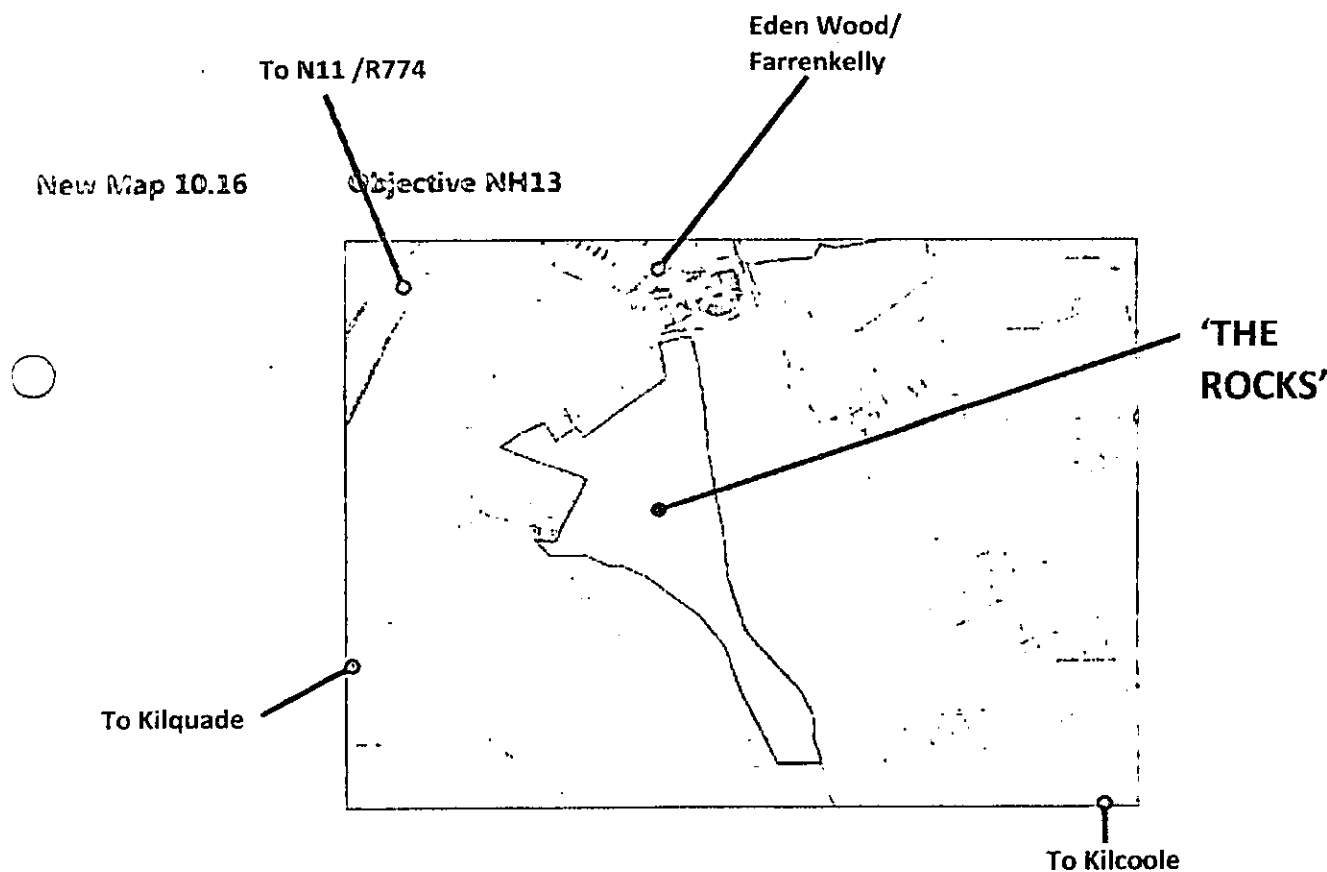 Eden Wood/
Farrenkelly
To N11 /R774
New Map 10.16 Objective NH13
'THE
ROCKS'
To Kilquade
To Kilcoole